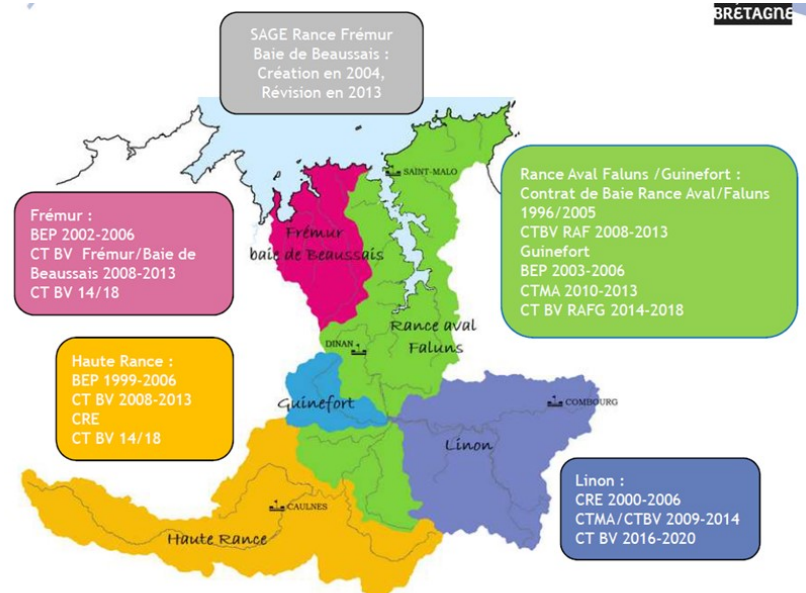 BRETAGNE
SAGE Rance Frémur
Baie de Beaussais :
Création en 2004,
Révision en 2013
SAINT-MALO
Rance Aval Faluns /Guinefort :
Contrat de Baie Rance Aval/Faluns
1996/2005
CTBV RAF 2008-2013
Guinefort
BEP 2003-2006
CTMA 2010-2013
CT BV RAFG 2014-2018
Frémur :
BEP 2002-2006
CT BV Frémur/Baie de
Beaussais 2008-2013
CT BV 14/18
Frémur
baie de Beaussais
Rance aval
Faluns
DINAN
Haute Rance :
BEP 1999-2006
CT BV 2008-2013
CRE
CT BV 14/18
Guinefort
COMBOURG
Linon
Linon :
CRE 2000-2006
CTMA/CTBV 2009-2014
CT BV 2016-2020
CAULNES
Haute Rance